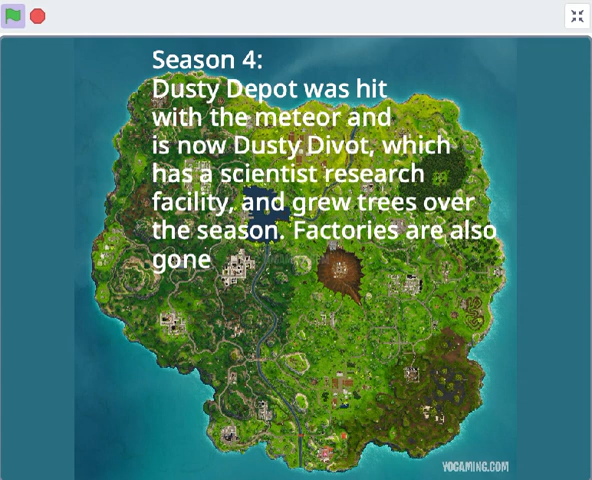 Season 4:
Dusty Depot was hit
with the meteor and
is now Dusty Divot, which
has a scientist research
facility, and grew trees over
the season. Factories are also
gone
YOGAMING.COM